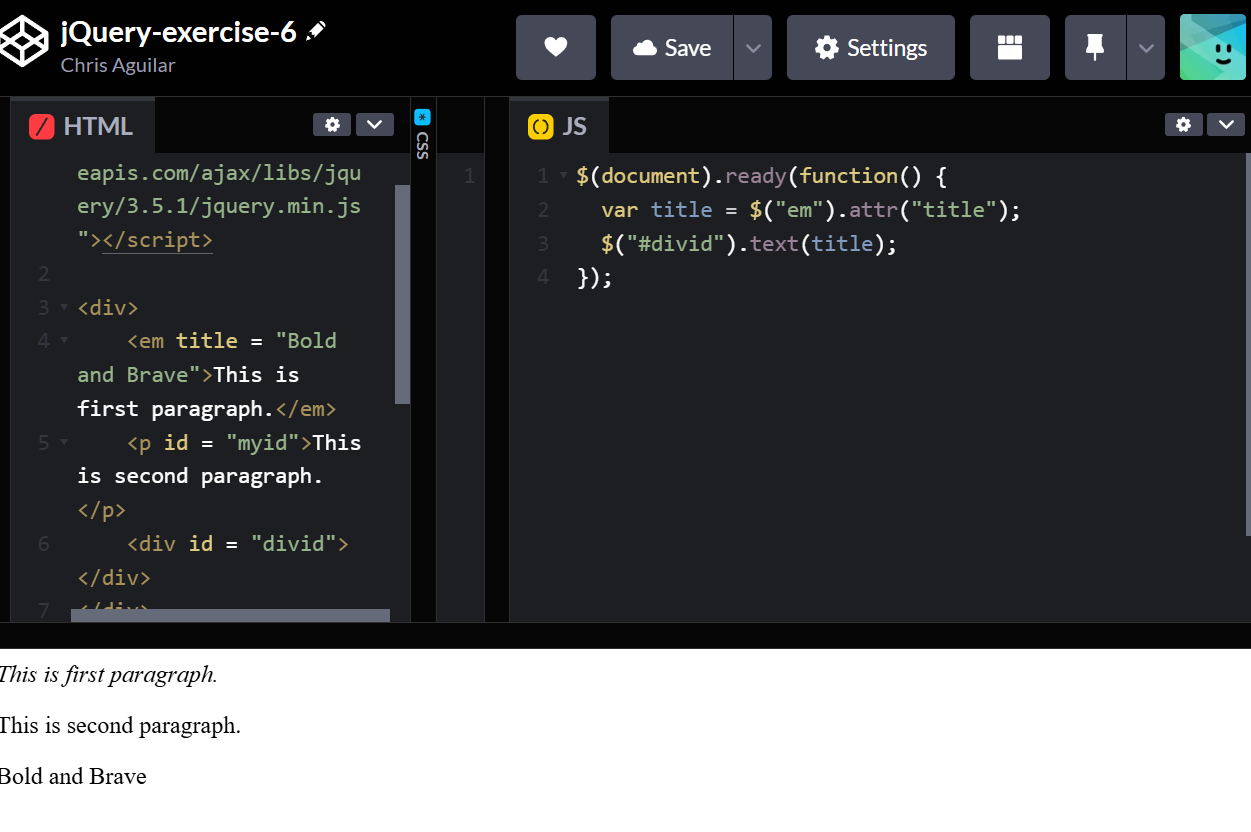 jQuery-exercise-6
Chris Aguilar
Save
Settings
HTML
CSS
JS
eapis.com/ajax/libs/jqu
ery/3.5.1/jquery.min.js
"></script>
2
3 <div>
4 <em title = "Bold
and Brave">This is
first paragraph.</em>
5 <p id = "myid">This
is second paragraph.
</p>
6 <div id = "divid">
</div>
7 </div>
1
1 $(document).ready(function() {
2 var title = $("em").attr("title");
3 $("#divid").text(title);
4 });
This is first paragraph.
This is second paragraph.
Bold and Brave